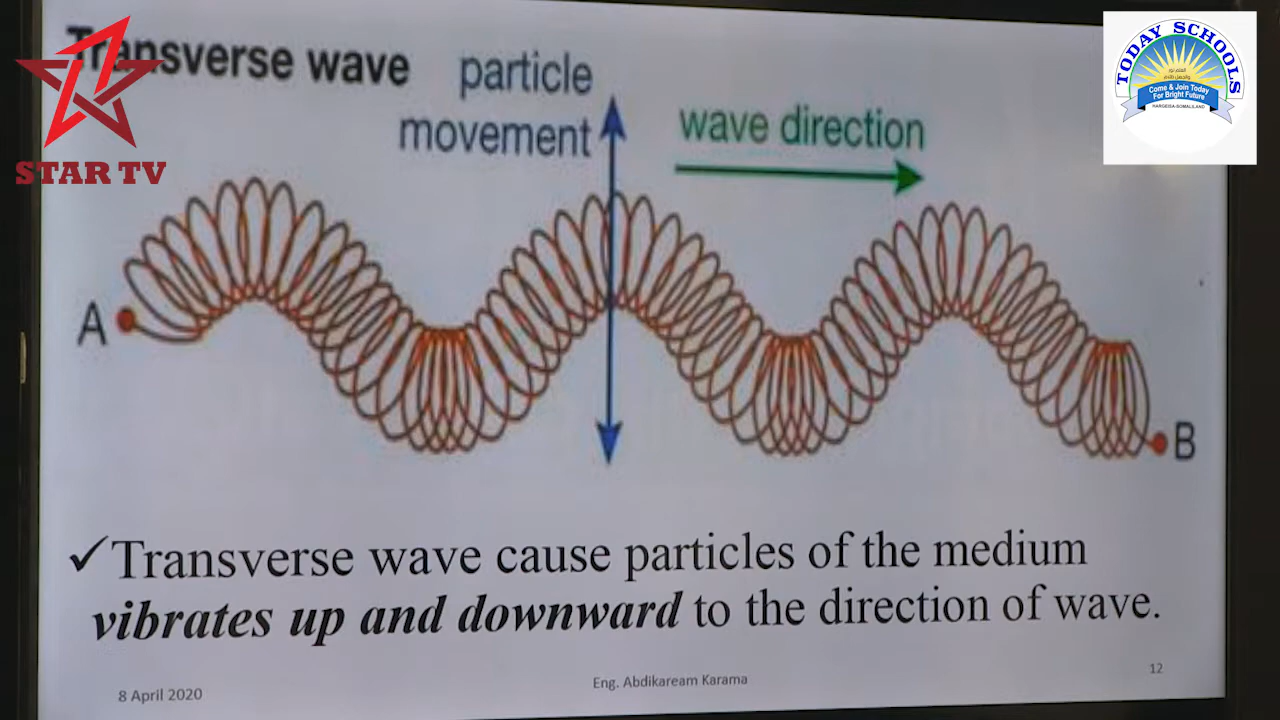 Transverse wave
particle
movement
wave direction
A
B
✓Transverse wave cause particles of the medium
vibrates up and downward to the direction of wave.
8 April 2020
Eng. Abdikaream Karama
12
STAR TV
TODAY SCHOOLS
Come & Join Today
For Bright Future
HARGEISA-SOMALILAND